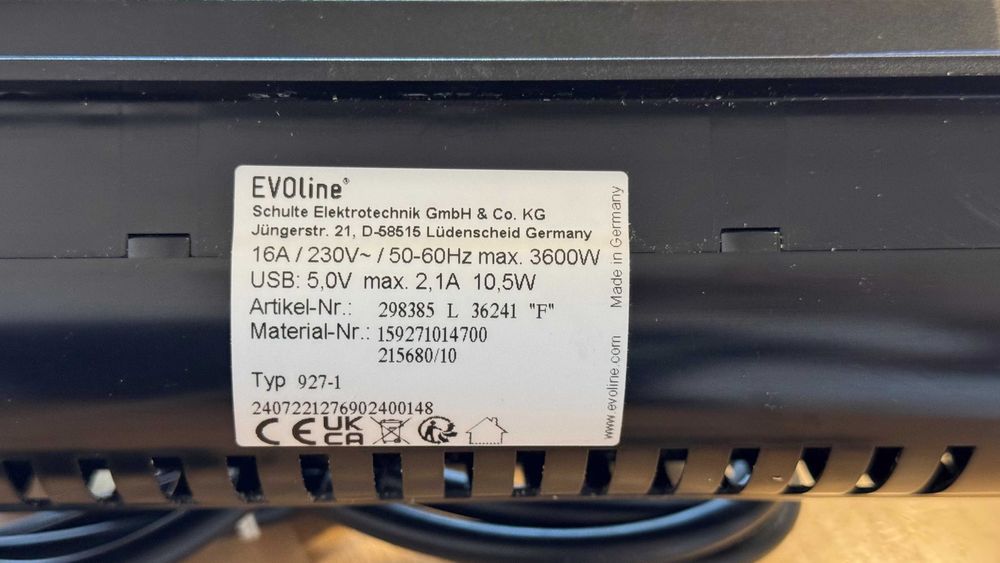 EVOline®
Schulte Elektrotechnik GmbH & Co. KG
Jüngerstr. 21, D-58515 Lüdenscheid Germany
16A / 230V~ / 50-60Hz max. 3600W
USB: 5,0V max. 2,1A 10,5W
Artikel-Nr.: 298385 L 36241 "F"
Material-Nr.: 159271014700
215680/10
Typ 927-1
2407221276902400148
CE UK CA
www.evoline.com
Made in Germany